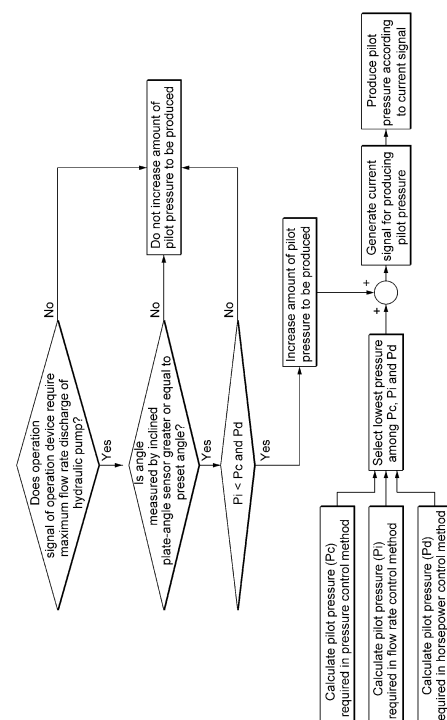 Does operation
signal of operation device require
maximum flow rate discharge of
hydraulic pump?
No
Yes
Is angle
measured by inclined
plate-angle sensor greater or equal to
preset angle?
No
Yes
Pi < Pc and Pd
No
Yes
Do not increase amount of
pilot pressure to be produced
Increase amount of pilot
pressure to be produced
Calculate pilot pressure (Pc)
required in pressure control method
Calculate pilot pressure (Pi)
required in flow rate control method
Calculate pilot pressure (Pd)
required in horsepower control method
Select lowest pressure
among Pc, Pi and Pd
+
+
Generate current
signal for producing
pilot pressure
Produce pilot
pressure according
to current signal